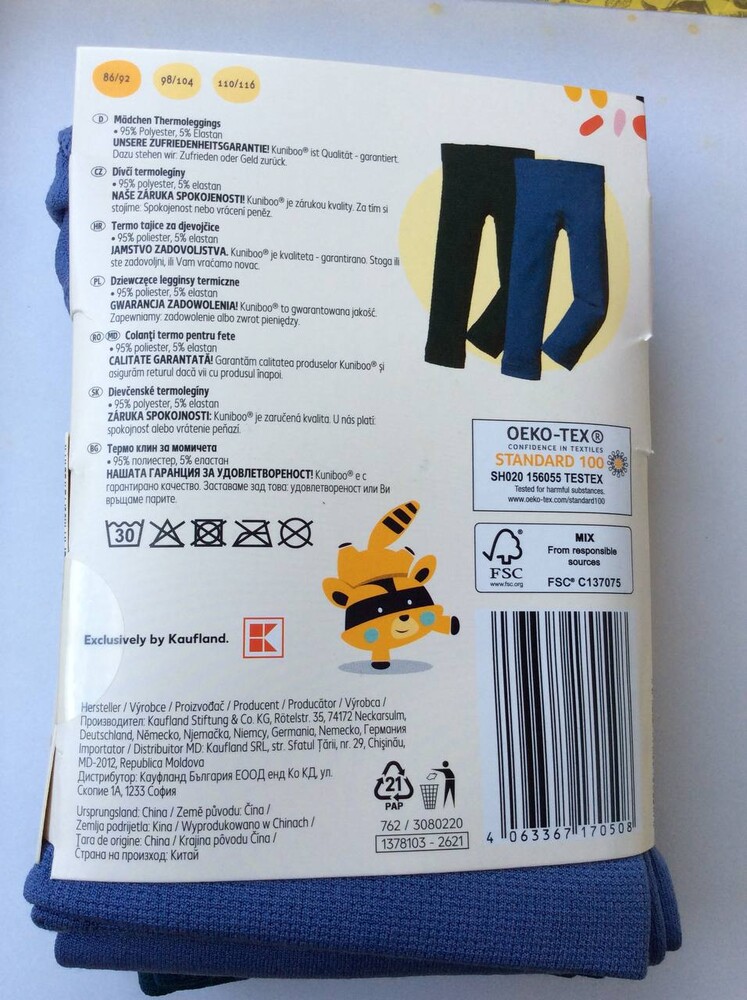 86/92 98/104 110/116
D Mädchen Thermoleggings
• 95% Polyester, 5% Elastan
UNSERE ZUFRIEDENHEITSGARANTIE! Kuniboo® ist Qualität - garantiert.
Dazu stehen wir: Zufrieden oder Geld zurück.
CZ Dívčí termolegíny
• 95% polyester, 5% elastan
NAŠE ZÁRUKA SPOKOJENOSTI! Kuniboo® je zárukou kvality. Za tím si
stojíme: Spokojenost nebo vrácení peněz.
HR Termo tajice za djevojčice
• 95% poliester, 5% elastan
JAMSTVO ZADOVOLJSTVA. Kuniboo® je kvaliteta - garantirano. Stoga ili
ste zadovoljni, ili Vam vraćamo novac.
PL Dziewczęce legginsy termiczne
• 95% poliester, 5% elastan
GWARANCJA ZADOWOLENIA! Kuniboo® to gwarantowana jakość.
Zapewniamy: zadowolenie albo zwrot pieniędzy.
RO MD Colanți termo pentru fete
• 95% poliester, 5% elastan
CALITATE GARANTATĂ! Garantăm calitatea produselor Kuniboo® și
asigurăm returul dacă vii cu produsul înapoi.
SK Dievčenské termolegíny
• 95% polyester, 5% elastan
ZÁRUKA SPOKOJNOSTI: Kuniboo® je zaručená kvalita. U nás platí:
spokojnosť alebo vrátenie peňazí.
BG Термо клин за момичета
• 95% полиестер, 5% еластан
НАШАТА ГАРАНЦИЯ ЗА УДОВЛЕТВОРЕНОСТ! Kuniboo® е с
гарантирано качество. Заставаме зад това: удовлетвореност или Ви
връщаме парите.
30
OEKO-TEX®
CONFIDENCE IN TEXTILES
STANDARD 100
SH020 156055 TESTEX
Tested for harmful substances.
www.oeko-tex.com/standard100
FSC
www.fsc.org
MIX
From responsible
sources
FSC® C137075
Exclusively by Kaufland.
Hersteller / Výrobce / Proizvođač / Producent / Producător / Výrobca /
Производител: Kaufland Stiftung & Co. KG, Rötelstr. 35, 74172 Neckarsulm,
Deutschland, Německo, Njemačka, Niemcy, Germania, Nemecko, Германия
Importator / Distribuitor MD: Kaufland SRL, str. Sfatul Țării, nr. 29, Chișinău,
MD-2012, Republica Moldova
Дистрибутор: Кауфланд България ЕООД енд Ко КД, ул.
Скопие 1А, 1233 София
Ursprungsland: China / Země původu: Čína /
Zemlja podrijetla: Kina / Wyprodukowano w Chinach /
Țara de origine: China / Krajina pôvodu Čína /
Страна на произход: Китай
21
PAP
762 / 3080220
1378103 - 2621
4 063367 170508